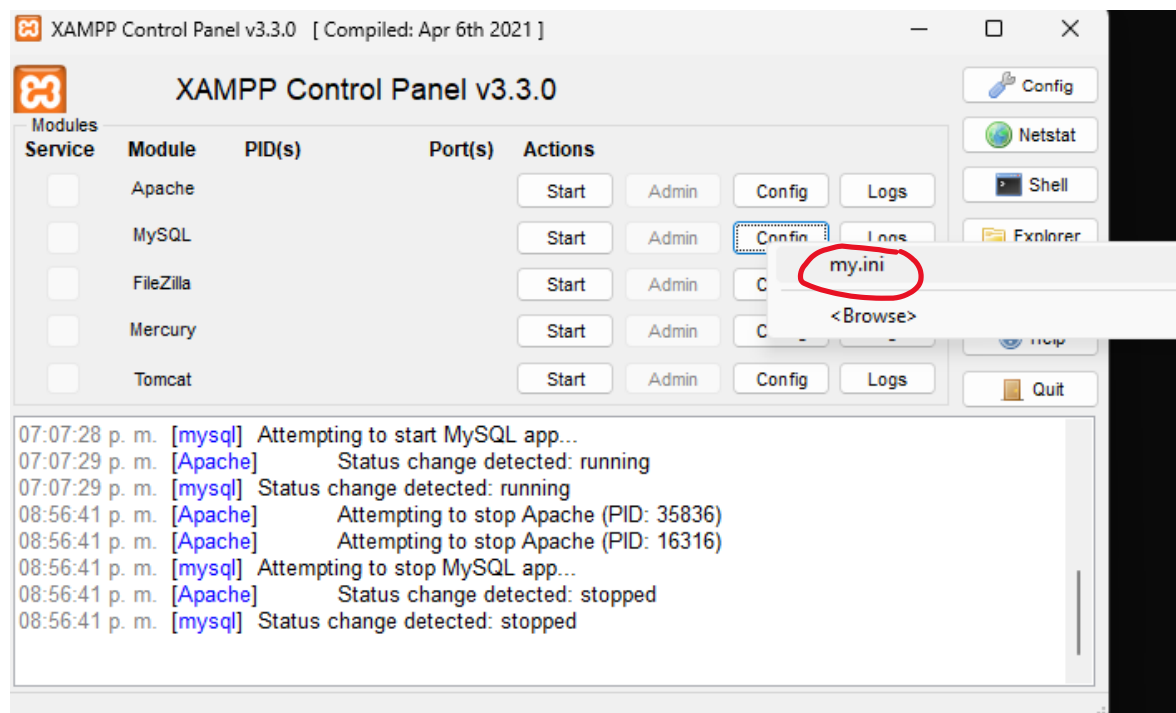 XAMPP Control Panel v3.3.0 [ Compiled: Apr 6th 2021 ]
XAMPP Control Panel v3.3.0
Config
Modules
Netstat
Service Module PID(s) Port(s) Actions
Apache Start Admin Config Logs Shell
MySQL Start Admin Config Logs Explorer
my.ini
FileZilla Start Admin
<Browse>
Mercury Start Admin Help
Tomcat Start Admin Config Logs Quit
07:07:28 p. m. [mysql] Attempting to start MySQL app...
07:07:29 p. m. [Apache] Status change detected: running
07:07:29 p. m. [mysql] Status change detected: running
08:56:41 p. m. [Apache] Attempting to stop Apache (PID: 35836)
08:56:41 p. m. [Apache] Attempting to stop Apache (PID: 16316)
08:56:41 p. m. [mysql] Attempting to stop MySQL app...
08:56:41 p. m. [Apache] Status change detected: stopped
08:56:41 p. m. [mysql] Status change detected: stopped